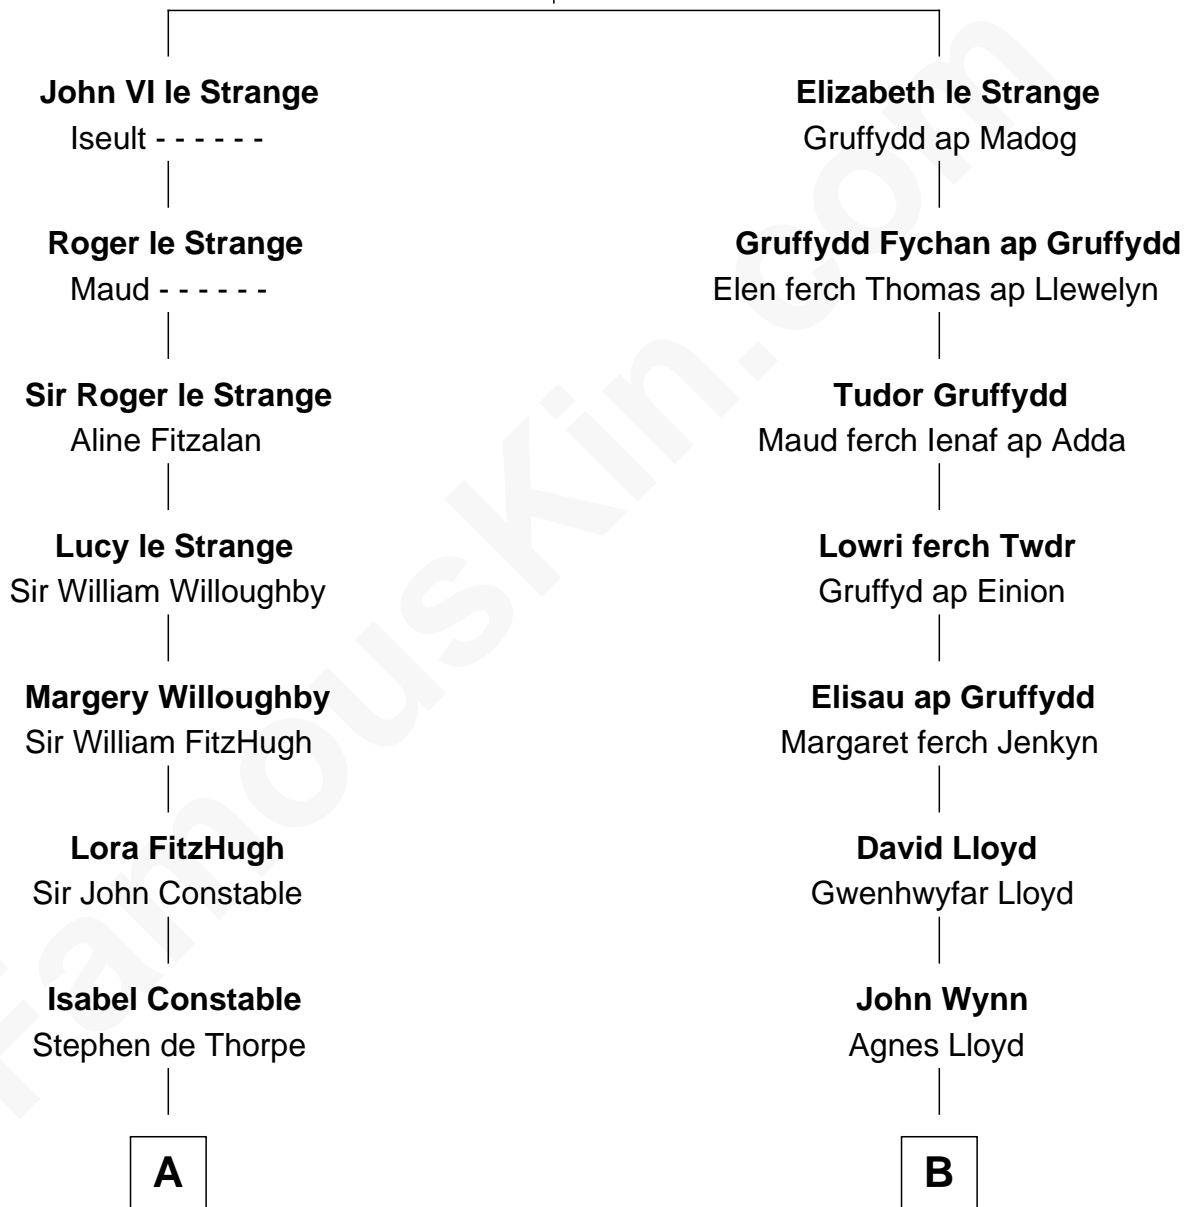 John VI le Strange
Iseult - - - - - -
Roger le Strange
Maud - - - - - -
Sir Roger le Strange
Aline Fitzalan
Lucy le Strange
Sir William Willoughby
Margery Willoughby
Sir William FitzHugh
Lora FitzHugh
Sir John Constable
Isabel Constable
Stephen de Thorpe
A
Elizabeth le Strange
Gruffydd ap Madog
Gruffydd Fychan ap Gruffydd
Elen ferch Thomas ap Llewelyn
Tudor Gruffydd
Maud ferch Ienaf ap Adda
Lowri ferch Twdr
Gruffyd ap Einion
Elisau ap Gruffydd
Margaret ferch Jenkyn
David Lloyd
Gwenhwyfar Lloyd
John Wynn
Agnes Lloyd
B
FamousKin.com